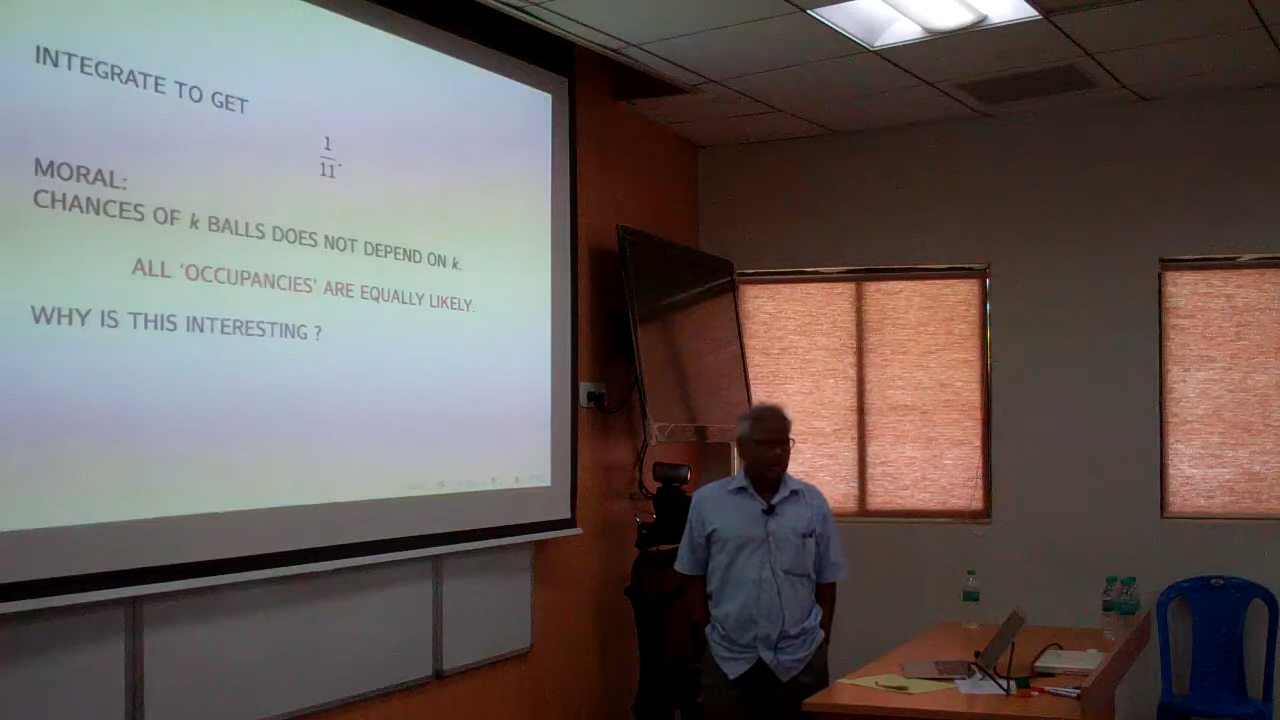 INTEGRATE TO GET
1
11.
MORAL:
CHANCES OF k BALLS DOES NOT DEPEND ON k.
ALL 'OCCUPANCIES' ARE EQUALLY LIKELY.
WHY IS THIS INTERESTING ?